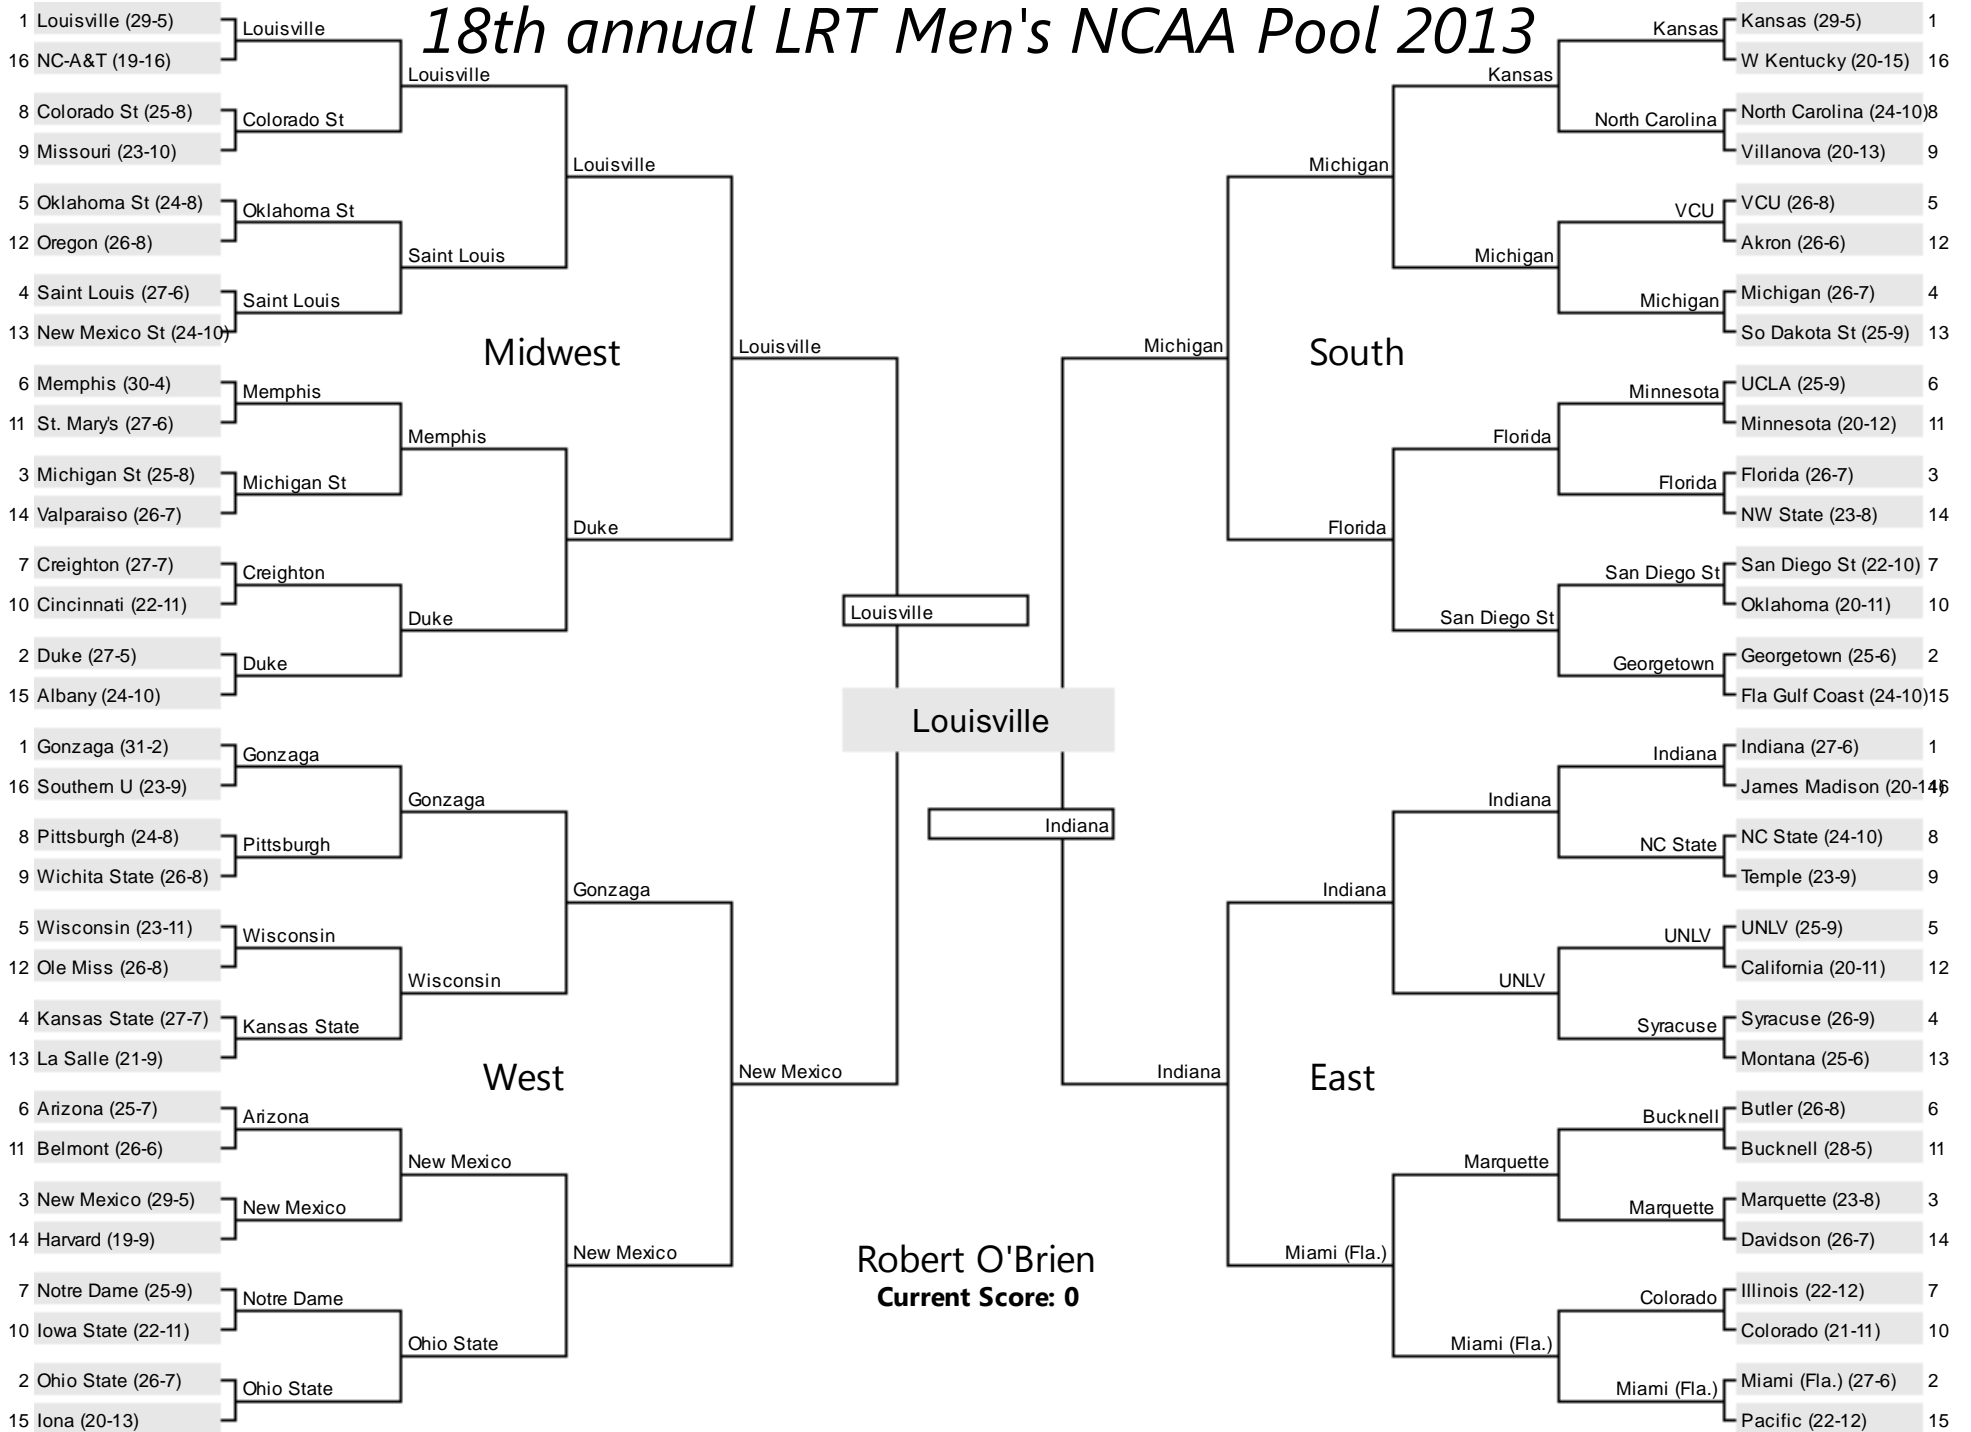 18th annual LRT Men's NCAA Pool 2013
1 Louisville (29-5)
16 NC-A&T (19-16)
8 Colorado St (25-8)
9 Missouri (23-10)
5 Oklahoma St (24-8)
12 Oregon (26-8)
4 Saint Louis (27-6)
13 New Mexico St (24-10)
6 Memphis (30-4)
11 St. Mary's (27-6)
3 Michigan St (25-8)
14 Valparaiso (26-7)
7 Creighton (27-7)
10 Cincinnati (22-11)
2 Duke (27-5)
15 Albany (24-10)
Louisville
Colorado St
Oklahoma St
Saint Louis
Memphis
Michigan St
Creighton
Duke
Louisville
Saint Louis
Memphis
Duke
Louisville
Duke
Midwest
Louisville
1 Gonzaga (31-2)
16 Southern U (23-9)
8 Pittsburgh (24-8)
9 Wichita State (26-8)
5 Wisconsin (23-11)
12 Ole Miss (26-8)
4 Kansas State (27-7)
13 La Salle (21-9)
6 Arizona (25-7)
11 Belmont (26-6)
3 New Mexico (29-5)
14 Harvard (19-9)
7 Notre Dame (25-9)
10 Iowa State (22-11)
2 Ohio State (26-7)
15 Iona (20-13)
Gonzaga
Pittsburgh
Wisconsin
Kansas State
Arizona
New Mexico
Notre Dame
Ohio State
Gonzaga
Wisconsin
New Mexico
Ohio State
Gonzaga
New Mexico
West
New Mexico
Louisville
Louisville
Indiana
Robert O'Brien
Current Score: 0
Kansas (29-5) 1
W Kentucky (20-15) 16
North Carolina (24-10) 8
Villanova (20-13) 9
VCU (26-8) 5
Akron (26-6) 12
Michigan (26-7) 4
So Dakota St (25-9) 13
UCLA (25-9) 6
Minnesota (20-12) 11
Florida (26-7) 3
NW State (23-8) 14
San Diego St (22-10) 7
Oklahoma (20-11) 10
Georgetown (25-6) 2
Fla Gulf Coast (24-10) 15
Kansas
North Carolina
VCU
Michigan
Minnesota
Florida
San Diego St
Georgetown
Kansas
Michigan
Florida
San Diego St
Michigan
Florida
South
Michigan
Indiana (27-6) 1
James Madison (20-14) 16
NC State (24-10) 8
Temple (23-9) 9
UNLV (25-9) 5
California (20-11) 12
Syracuse (26-9) 4
Montana (25-6) 13
Butler (26-8) 6
Bucknell (28-5) 11
Marquette (23-8) 3
Davidson (26-7) 14
Illinois (22-12) 7
Colorado (21-11) 10
Miami (Fla.) (27-6) 2
Pacific (22-12) 15
Indiana
NC State
UNLV
Syracuse
Bucknell
Marquette
Colorado
Miami (Fla.)
Indiana
UNLV
Marquette
Miami (Fla.)
Indiana
Miami (Fla.)
East
Indiana